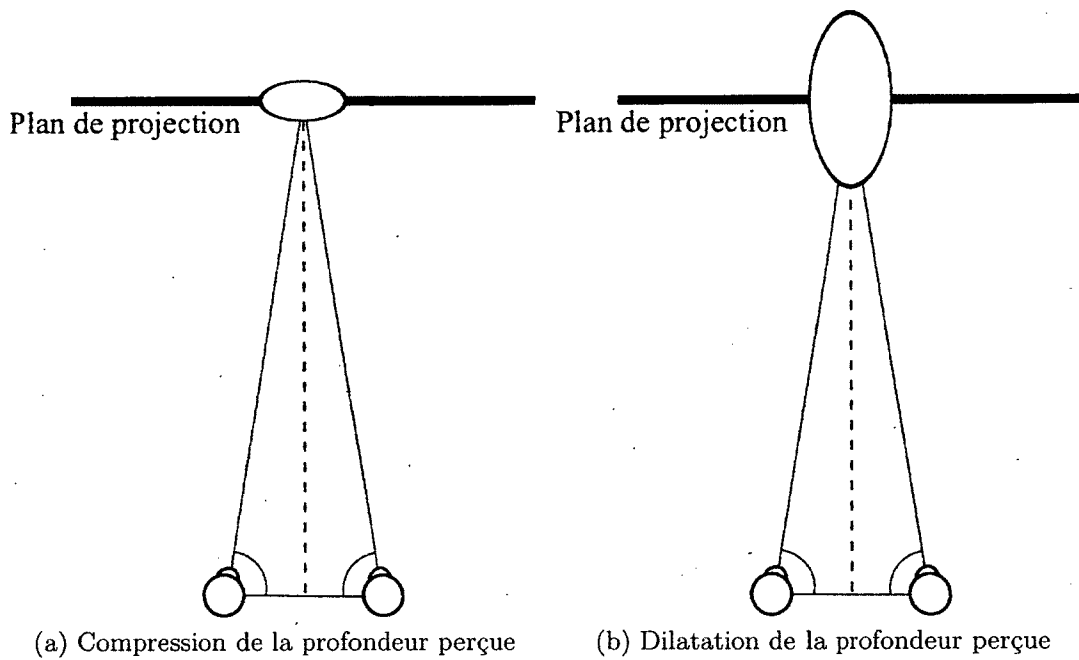 Plan de projection
Plan de projection
(a) Compression de la profondeur perçue
(b) Dilatation de la profondeur perçue